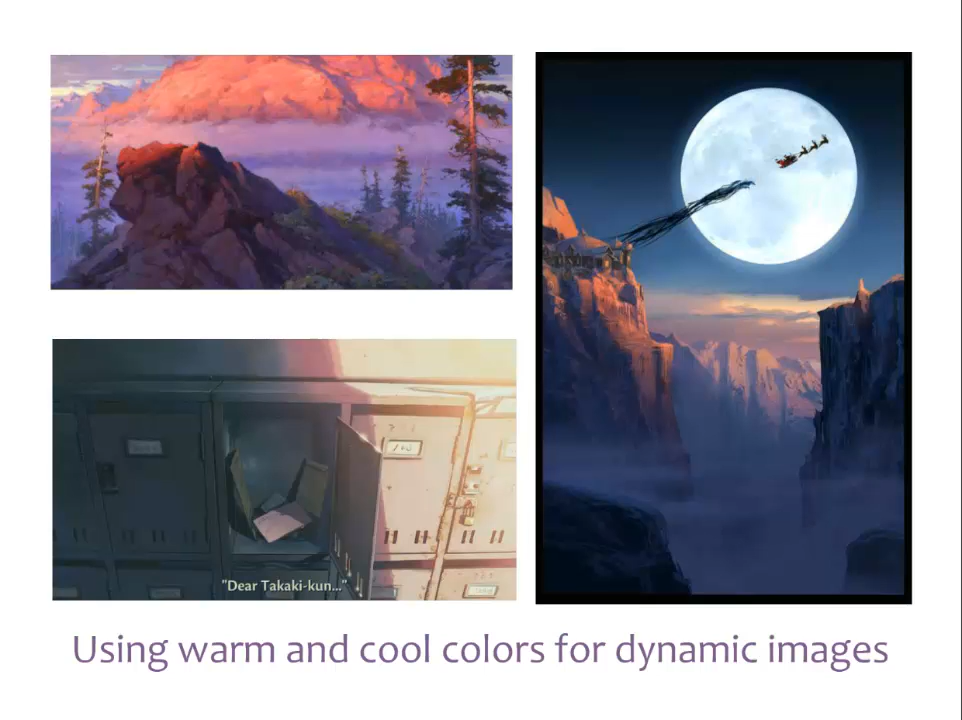 "Dear Takaki-kun..."
Using warm and cool colors for dynamic images